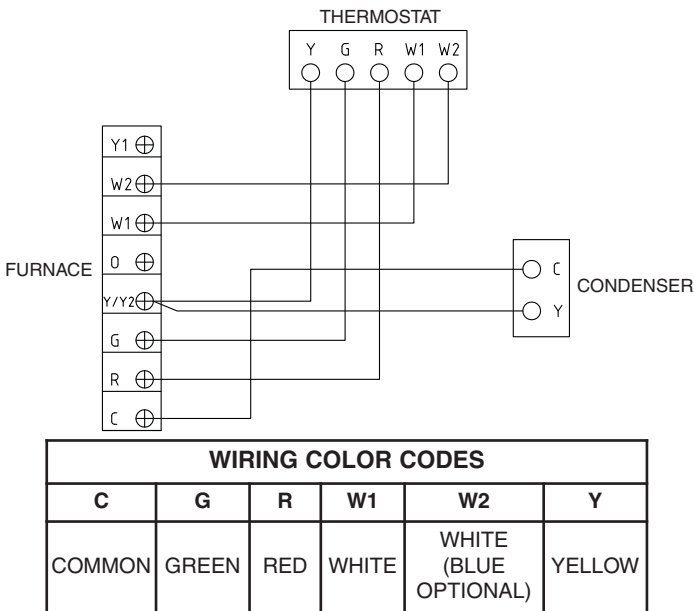 THERMOSTAT
Y G R W1 W2
Y1
W2
W1
FURNACE
O
Y/Y2
G
R
C
C
Y
CONDENSER
WIRING COLOR CODES
C G R W1 W2 Y
COMMON GREEN RED WHITE WHITE (BLUE OPTIONAL) YELLOW